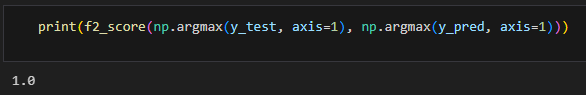 print(f2_score(np.argmax(y_test, axis=1), np.argmax(y_pred, axis=1)))
1.0